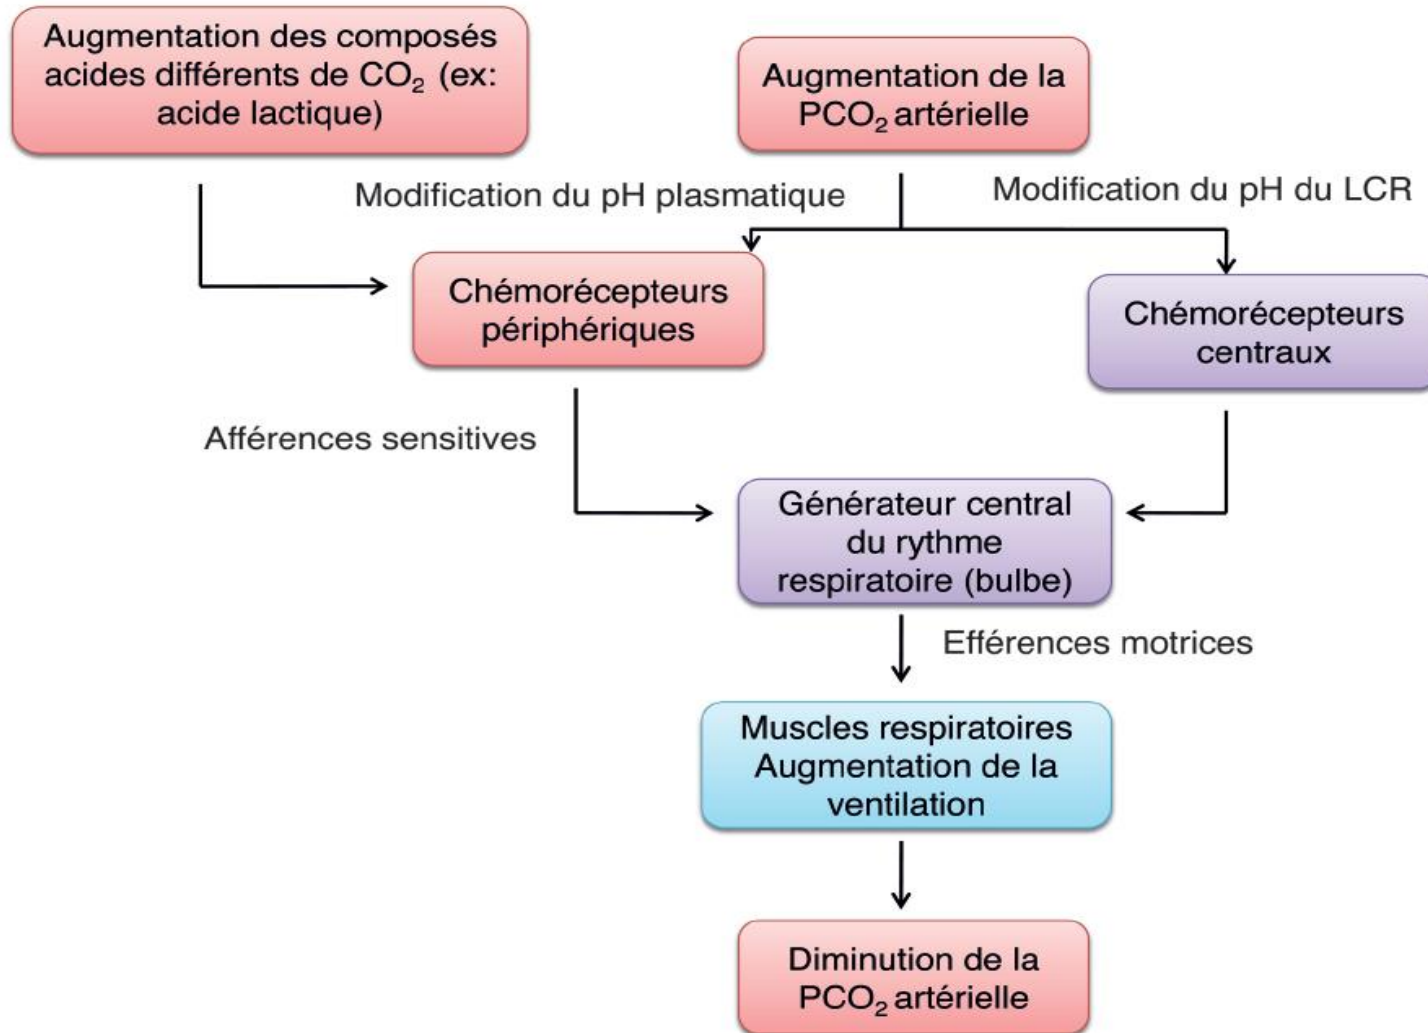 Augmentation des composés
acides différents de CO₂ (ex:
acide lactique)
Augmentation de la
PCO₂ artérielle
Modification du pH plasmatique
Modification du pH du LCR
Chémorécepteurs
périphériques
Chémorécepteurs
centraux
Afférences sensitives
Générateur central
du rythme
respiratoire (bulbe)
Efférences motrices
Muscles respiratoires
Augmentation de la
ventilation
Diminution de la
PCO₂ artérielle